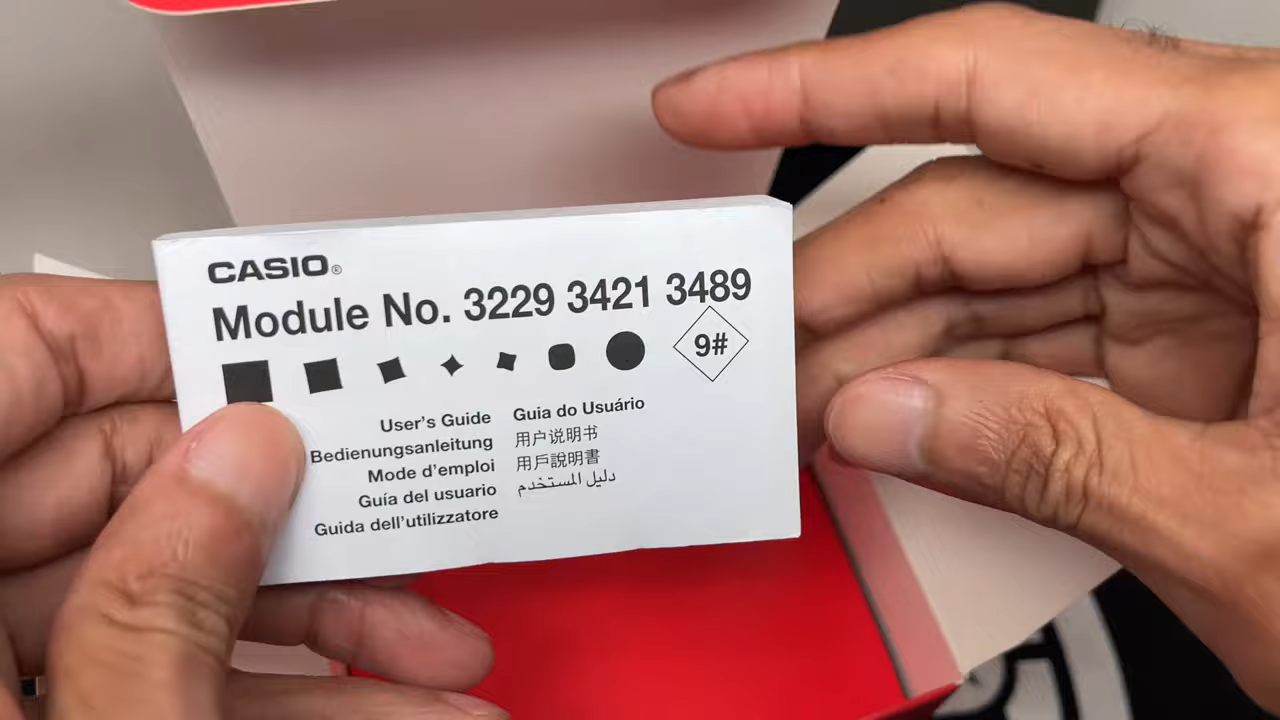 CASIO®
Module No. 3229 3421 3489
9#
User's Guide
Bedienungsanleitung
Mode d'emploi
Guía del usuario
Guida dell'utilizzatore
Guia do Usuário
用户说明书
用戶說明書
دليل المستخدم